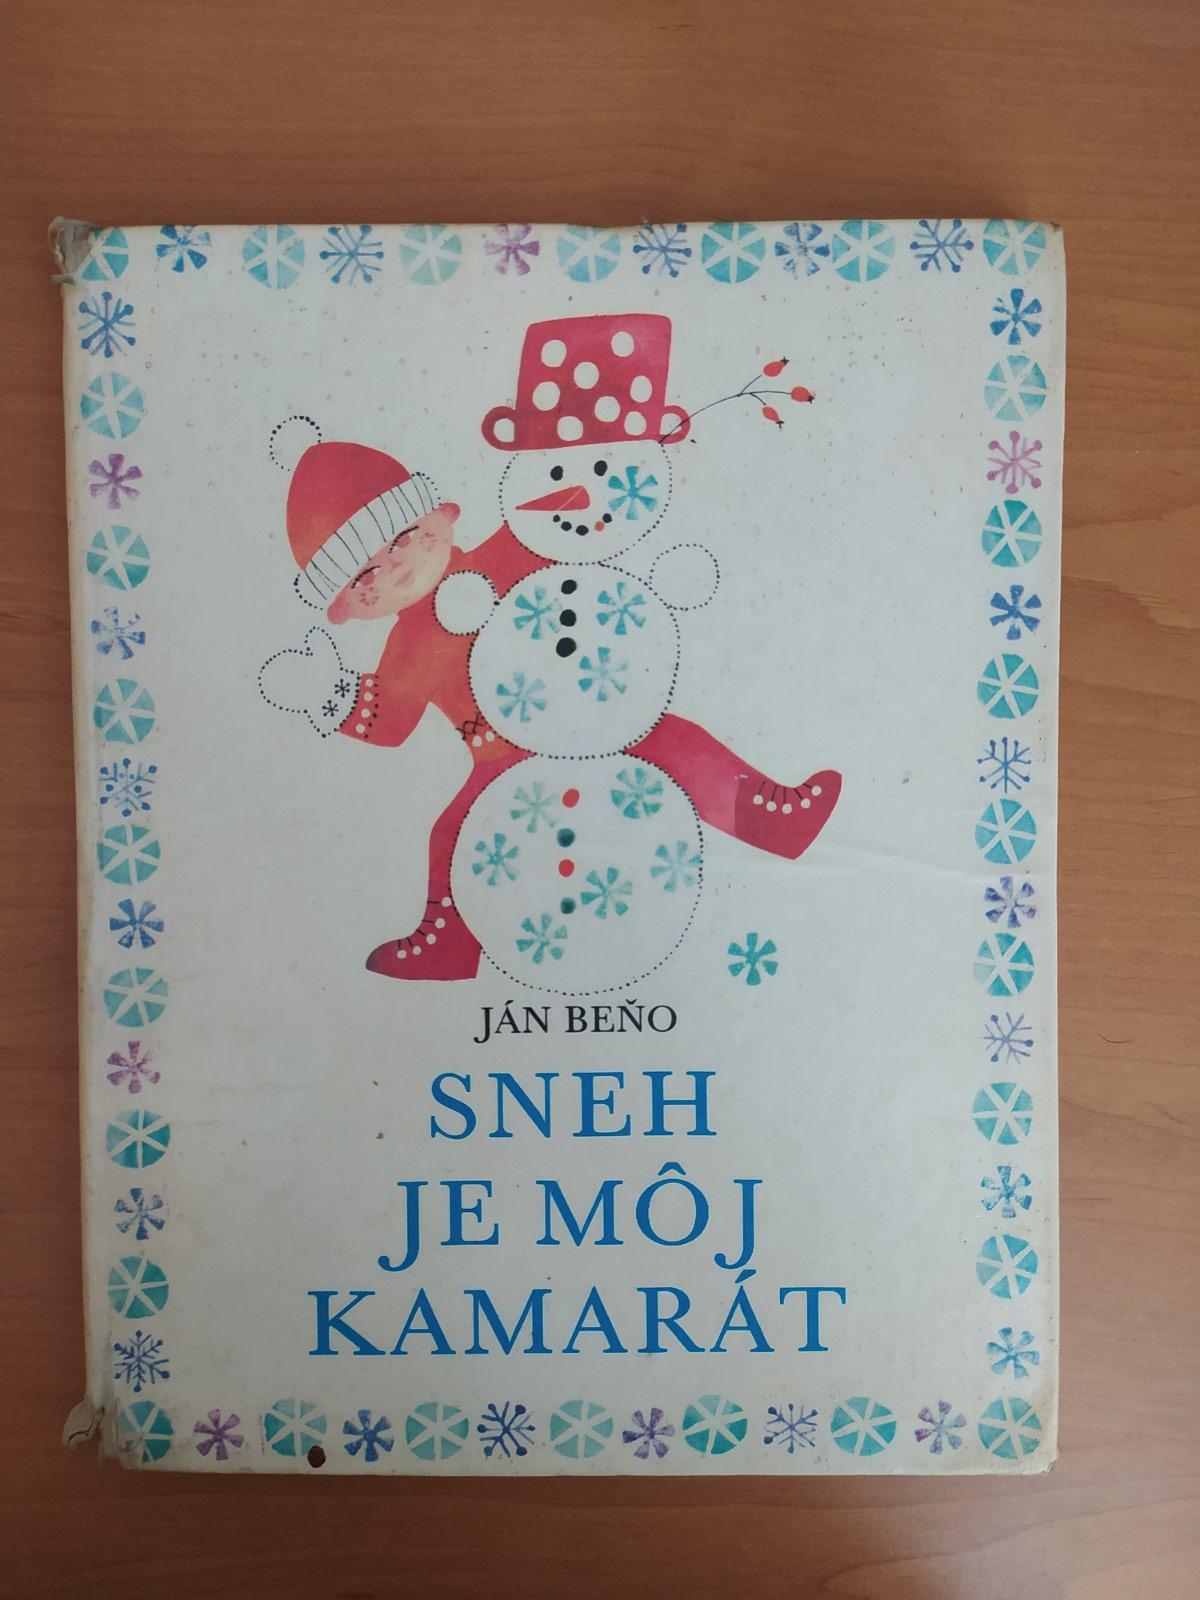 JÁN BEŇO
SNEH
JE MÔJ
KAMARÁT